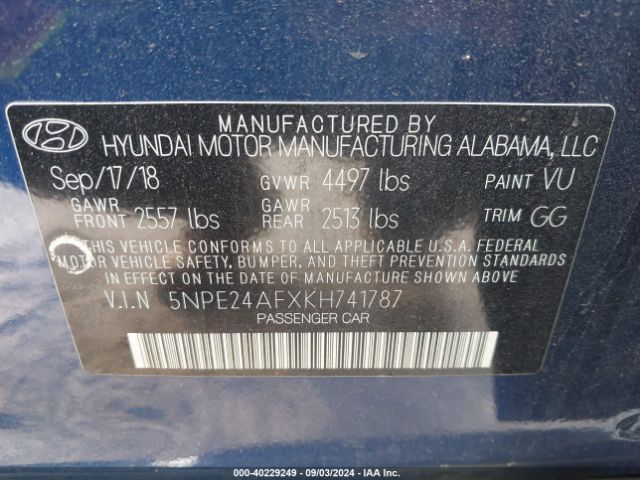 MANUFACTURED BY
HYUNDAI MOTOR MANUFACTURING ALABAMA, LLC
Sep/17/18 GVWR 4497 lbs PAINT VU
GAWR FRONT 2557 lbs GAWR REAR 2513 lbs TRIM GG
THIS VEHICLE CONFORMS TO ALL APPLICABLE U.S.A. FEDERAL
MOTOR VEHICLE SAFETY, BUMPER, AND THEFT PREVENTION STANDARDS
IN EFFECT ON THE DATE OF MANUFACTURE SHOWN ABOVE.
V.I.N 5NPE24AFXKH741787
PASSENGER CAR
000-40229249 - 09/03/2024 - IAA Inc.